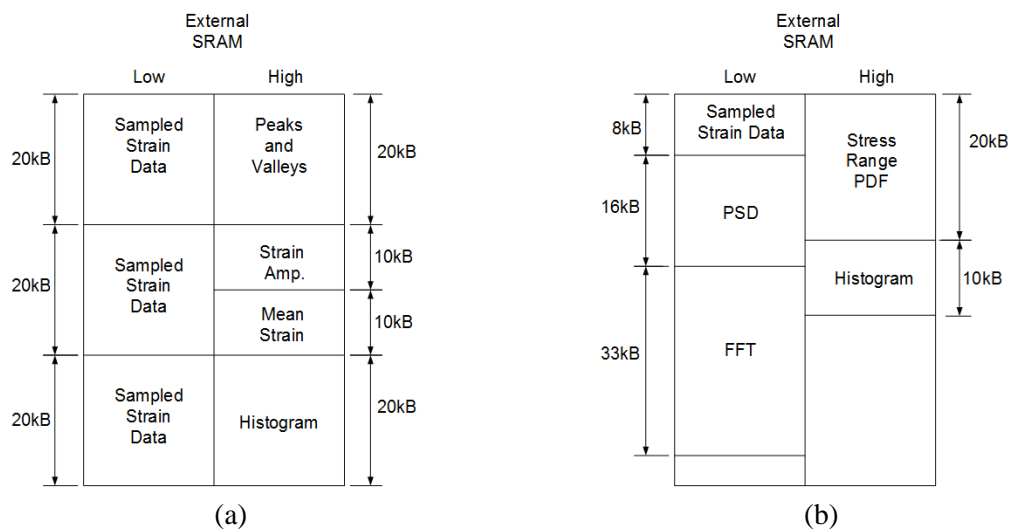 External
SRAM
Low High
20kB
Sampled
Strain
Data
Peaks
and
Valleys
20kB
20kB
Sampled
Strain
Data
Strain
Amp.
10kB
Mean
Strain
10kB
20kB
Sampled
Strain
Data
Histogram
20kB
(a)
External
SRAM
Low High
8kB
Sampled
Strain Data
Stress
Range
PDF
20kB
16kB
PSD
Histogram
10kB
33kB
FFT
(b)